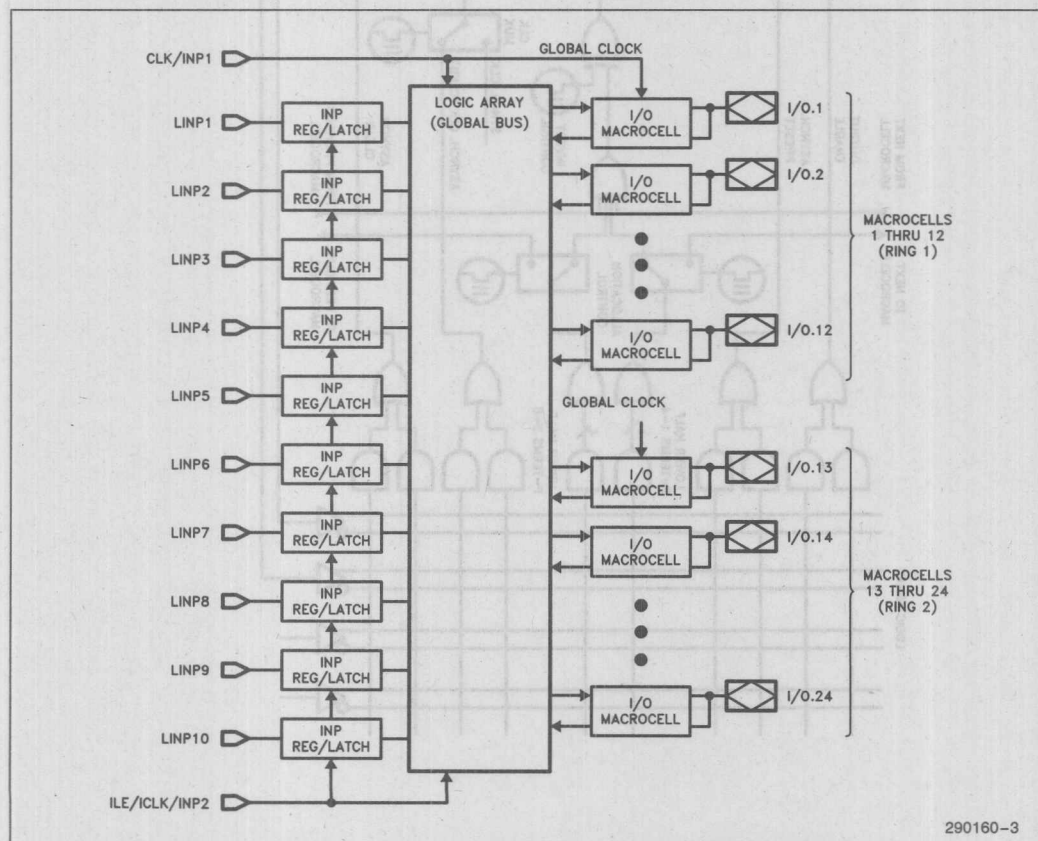 CLK/INP1
GLOBAL CLOCK
LINP1
INP
REG/LATCH
LOGIC ARRAY
(GLOBAL BUS)
I/O
MACROCELL
I/O.1
LINP2
INP
REG/LATCH
I/O
MACROCELL
I/O.2
MACROCELLS
1 THRU 12
(RING 1)
LINP3
INP
REG/LATCH
LINP4
INP
REG/LATCH
I/O
MACROCELL
I/O.12
LINP5
INP
REG/LATCH
GLOBAL CLOCK
LINP6
INP
REG/LATCH
I/O
MACROCELL
I/O.13
LINP7
INP
REG/LATCH
I/O
MACROCELL
I/O.14
LINP8
INP
REG/LATCH
MACROCELLS
13 THRU 24
(RING 2)
LINP9
INP
REG/LATCH
I/O
MACROCELL
I/O.24
LINP10
INP
REG/LATCH
ILE/ICLK/INP2
290160-3